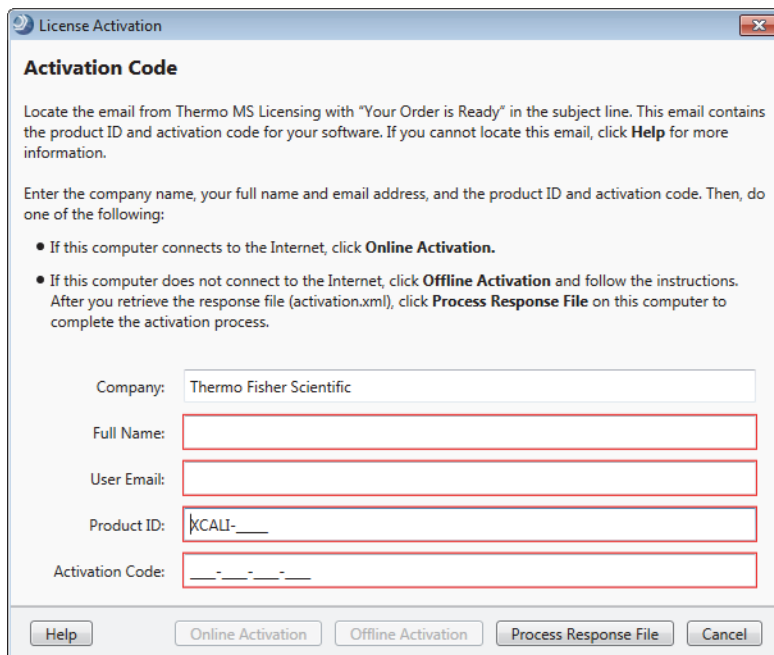 License Activation
Activation Code
Locate the email from Thermo MS Licensing with "Your Order is Ready" in the subject line. This email contains
the product ID and activation code for your software. If you cannot locate this email, click Help for more
information.
Enter the company name, your full name and email address, and the product ID and activation code. Then, do
one of the following:
● If this computer connects to the Internet, click Online Activation.
● If this computer does not connect to the Internet, click Offline Activation and follow the instructions.
After you retrieve the response file (activation.xml), click Process Response File on this computer to
complete the activation process.
Company: Thermo Fisher Scientific
Full Name:
User Email:
Product ID: XCALI-____
Activation Code: ___-___-___-___
Help Online Activation Offline Activation Process Response File Cancel